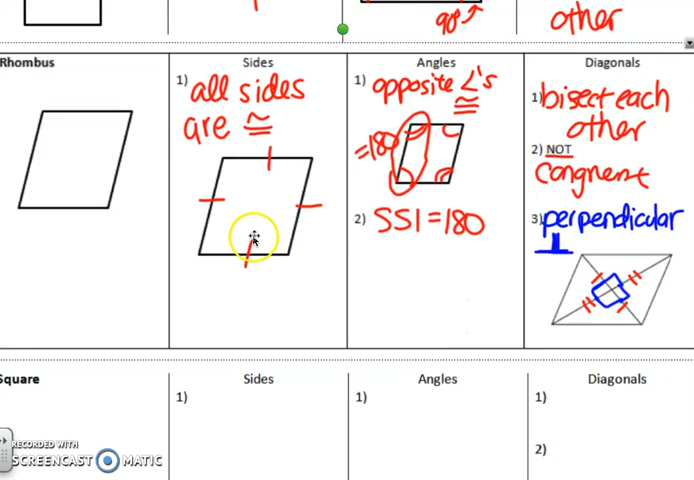 90°
other
Rhombus
Sides
Angles
Diagonals
1) all sides
are ≅
1) opposite ∠'s
≅
=180
2) SSI=180
1) bisect each
other
2) NOT
congruent
3) perpendicular
⊥
Square
Sides
Angles
Diagonals
1)
1)
1)
2)
RECORDED WITH
SCREENCAST MATIC